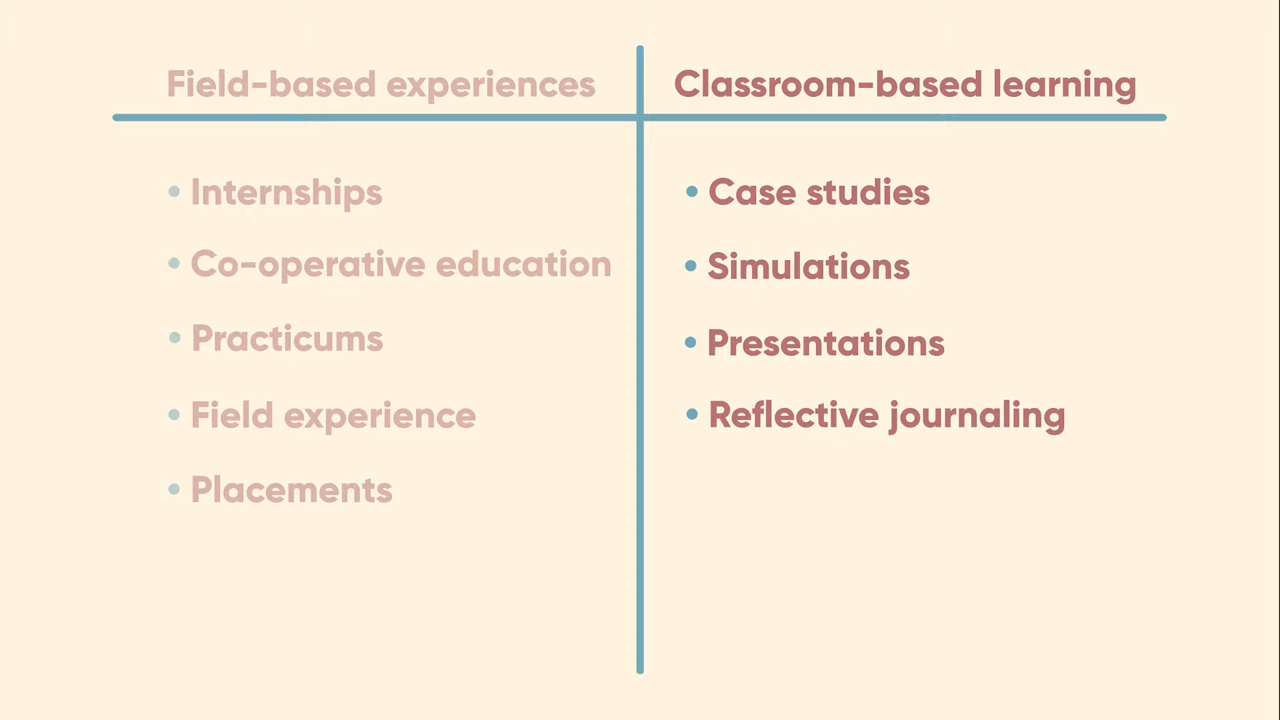 Field-based experiences
• Internships
• Co-operative education
• Practicums
• Field experience
• Placements
Classroom-based learning
• Case studies
• Simulations
• Presentations
• Reflective journaling